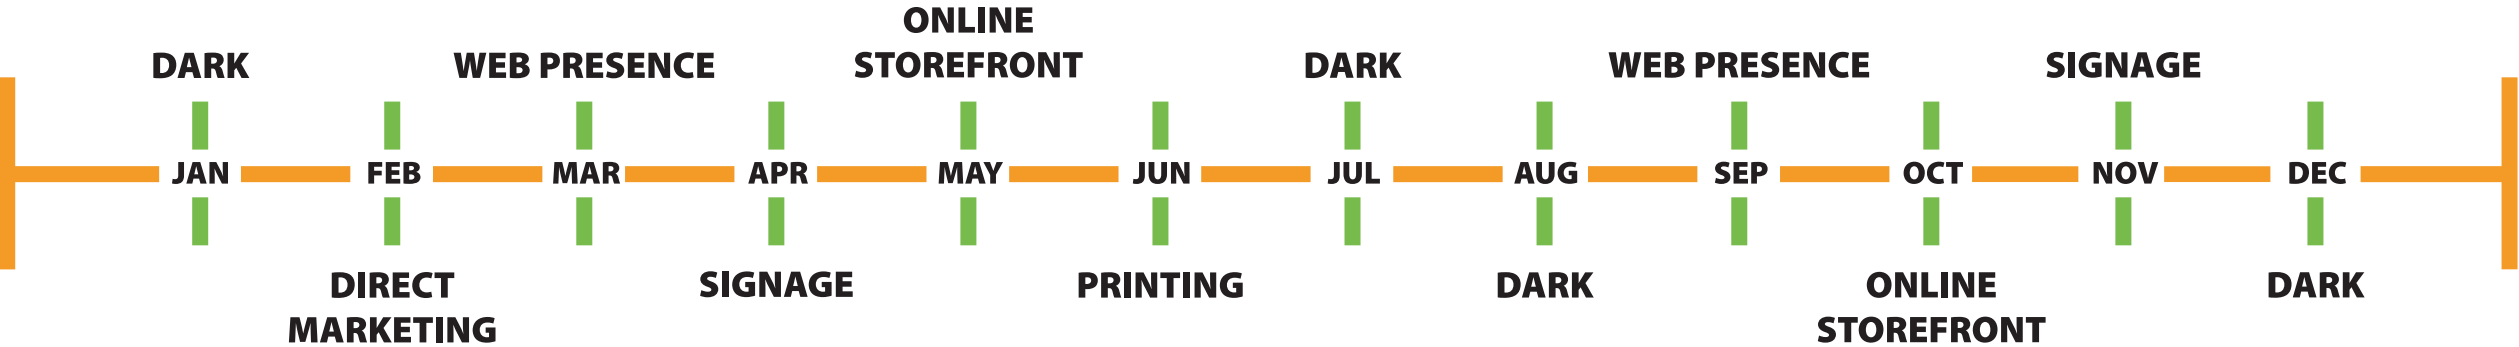 ONLINE
DARK WEB PRESENCE STOREFRONT DARK WEB PRESENCE SIGNAGE
JAN FEB MAR APR MAY JUN JUL AUG SEP OCT NOV DEC
DIRECT SIGNAGE PRINTING DARK ONLINE DARK
MARKETING STOREFRONT